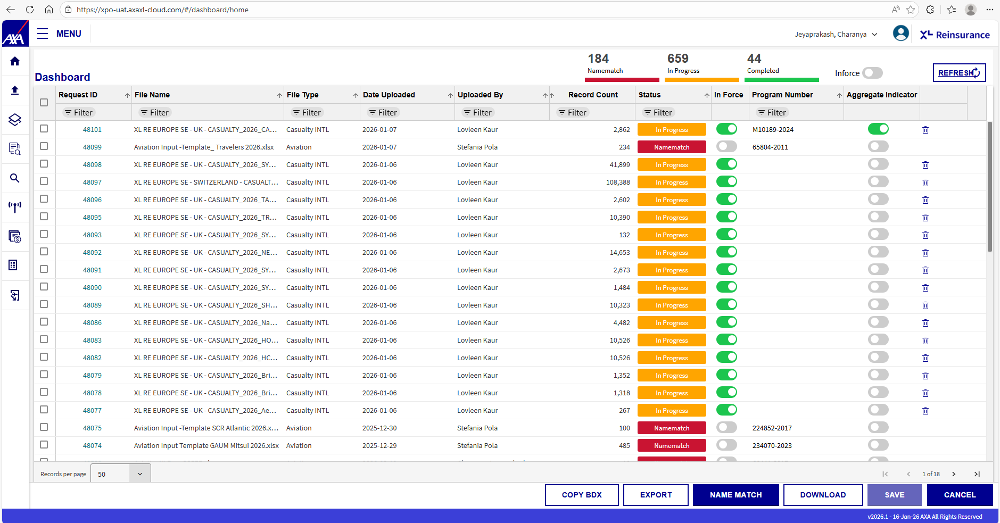 https://xpo-uat.axaxl-cloud.com/#/dashboard/home
AXA
MENU
Jeyaprakash, Charanya
XL Reinsurance
Dashboard
184 Namematch
659 In Progress
44 Completed
Inforce
REFRESH
Request ID File Name File Type Date Uploaded Uploaded By Record Count Status In Force Program Number Aggregate Indicator
Filter Filter Filter Filter Filter Filter Filter Filter
48101 XL RE EUROPE SE - UK - CASUALTY_2026_CA... Casualty INTL 2026-01-07 Lovleen Kaur 2,862 In Progress M10189-2024
48099 Aviation Input -Template_ Travelers 2026.xlsx Aviation 2026-01-07 Stefania Pola 234 Namematch 65804-2011
48098 XL RE EUROPE SE - UK - CASUALTY_2026_SY... Casualty INTL 2026-01-06 Lovleen Kaur 41,899 In Progress
48097 XL RE EUROPE SE - SWITZERLAND - CASUALT... Casualty INTL 2026-01-06 Lovleen Kaur 108,388 In Progress
48096 XL RE EUROPE SE - UK - CASUALTY_2026_TA... Casualty INTL 2026-01-06 Lovleen Kaur 2,602 In Progress
48095 XL RE EUROPE SE - UK - CASUALTY_2026_TR... Casualty INTL 2026-01-06 Lovleen Kaur 10,390 In Progress
48093 XL RE EUROPE SE - UK - CASUALTY_2026_SY... Casualty INTL 2026-01-06 Lovleen Kaur 132 In Progress
48092 XL RE EUROPE SE - UK - CASUALTY_2026_NE... Casualty INTL 2026-01-06 Lovleen Kaur 14,653 In Progress
48091 XL RE EUROPE SE - UK - CASUALTY_2026_SY... Casualty INTL 2026-01-06 Lovleen Kaur 2,673 In Progress
48090 XL RE EUROPE SE - UK - CASUALTY_2026_SY... Casualty INTL 2026-01-06 Lovleen Kaur 1,484 In Progress
48089 XL RE EUROPE SE - UK - CASUALTY_2026_SH... Casualty INTL 2026-01-06 Lovleen Kaur 10,323 In Progress
48086 XL RE EUROPE SE - UK - CASUALTY_2026_Na... Casualty INTL 2026-01-06 Lovleen Kaur 4,482 In Progress
48083 XL RE EUROPE SE - UK - CASUALTY_2026_HO... Casualty INTL 2026-01-06 Lovleen Kaur 10,526 In Progress
48082 XL RE EUROPE SE - UK - CASUALTY_2026_HC... Casualty INTL 2026-01-06 Lovleen Kaur 10,526 In Progress
48079 XL RE EUROPE SE - UK - CASUALTY_2026_Bri... Casualty INTL 2026-01-06 Lovleen Kaur 1,352 In Progress
48078 XL RE EUROPE SE - UK - CASUALTY_2026_Bri... Casualty INTL 2026-01-06 Lovleen Kaur 1,318 In Progress
48077 XL RE EUROPE SE - UK - CASUALTY_2026_Ae... Casualty INTL 2026-01-06 Lovleen Kaur 267 In Progress
48075 Aviation Input -Template SCR Atlantic 2026.x... Aviation 2025-12-30 Stefania Pola 100 Namematch 224852-2017
48074 Aviation Input Template GAUM Mitsui 2026.xlsx Aviation 2025-12-29 Stefania Pola 485 Namematch 234070-2023
Records per page 50
1 of 18
COPY BDX EXPORT NAME MATCH DOWNLOAD SAVE CANCEL
v2026.1 - 16-Jan-26 AXA All Rights Reserved